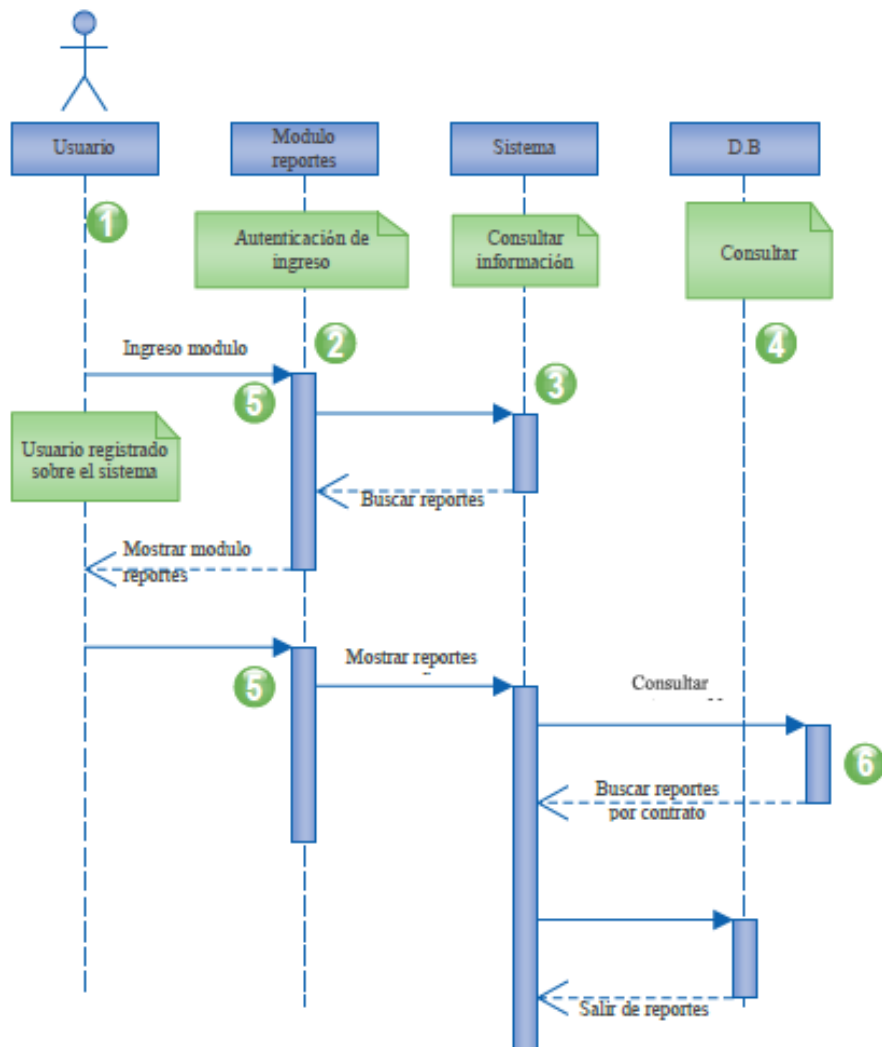 Usuario
Modulo
reportes
Sistema
D.B
1
Autenticación de
ingreso
Consultar
información
Consultar
Ingreso modulo
2
4
5
3
Usuario registrado
sobre el sistema
Buscar reportes
Mostrar modulo
reportes
5
Mostrar reportes
Consultar
6
Buscar reportes
por contrato
Salir de reportes